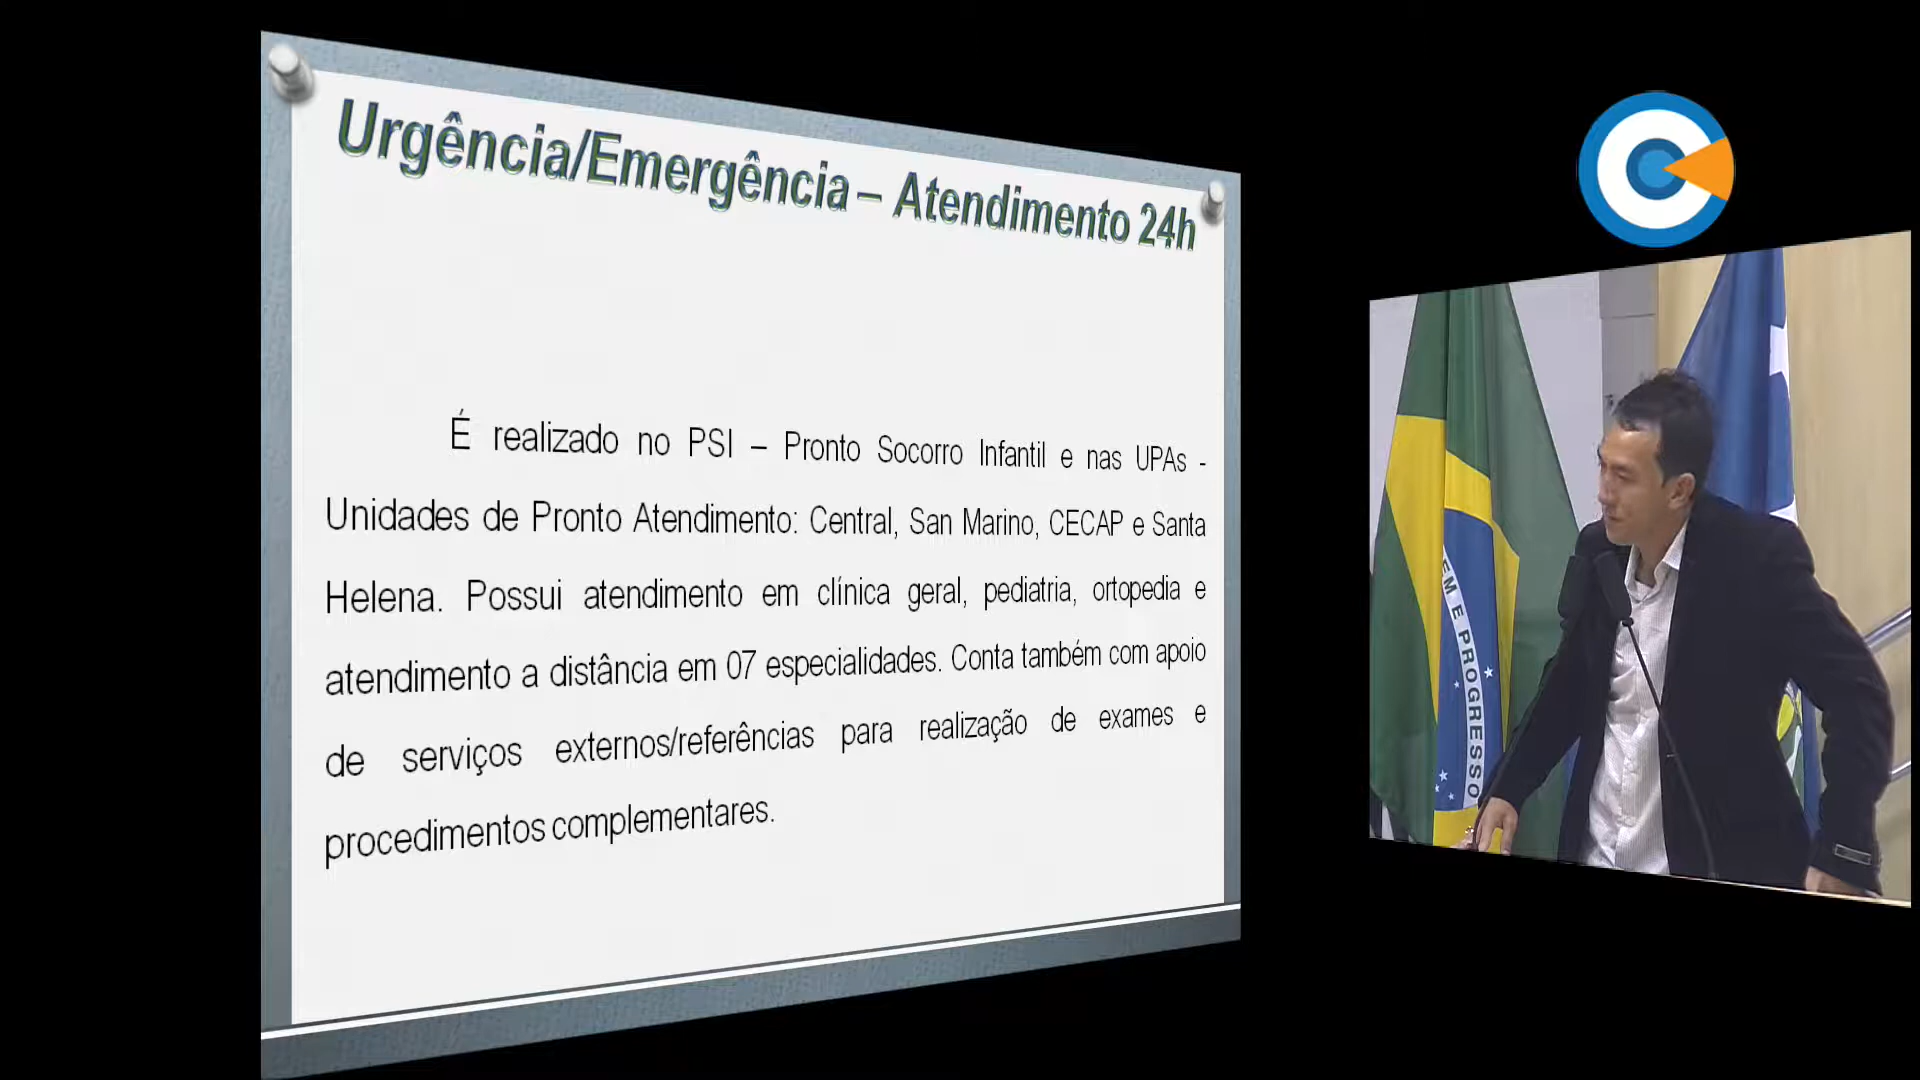 Urgência/Emergência – Atendimento 24h
É realizado no PSI – Pronto Socorro Infantil e nas UPAs -
Unidades de Pronto Atendimento: Central, San Marino, CECAP e Santa
Helena. Possui atendimento em clínica geral, pediatria, ortopedia e
atendimento a distância em 07 especialidades. Conta também com apoio
de serviços externos/referências para realização de exames e
procedimentos complementares.
EM E PROGRESSO